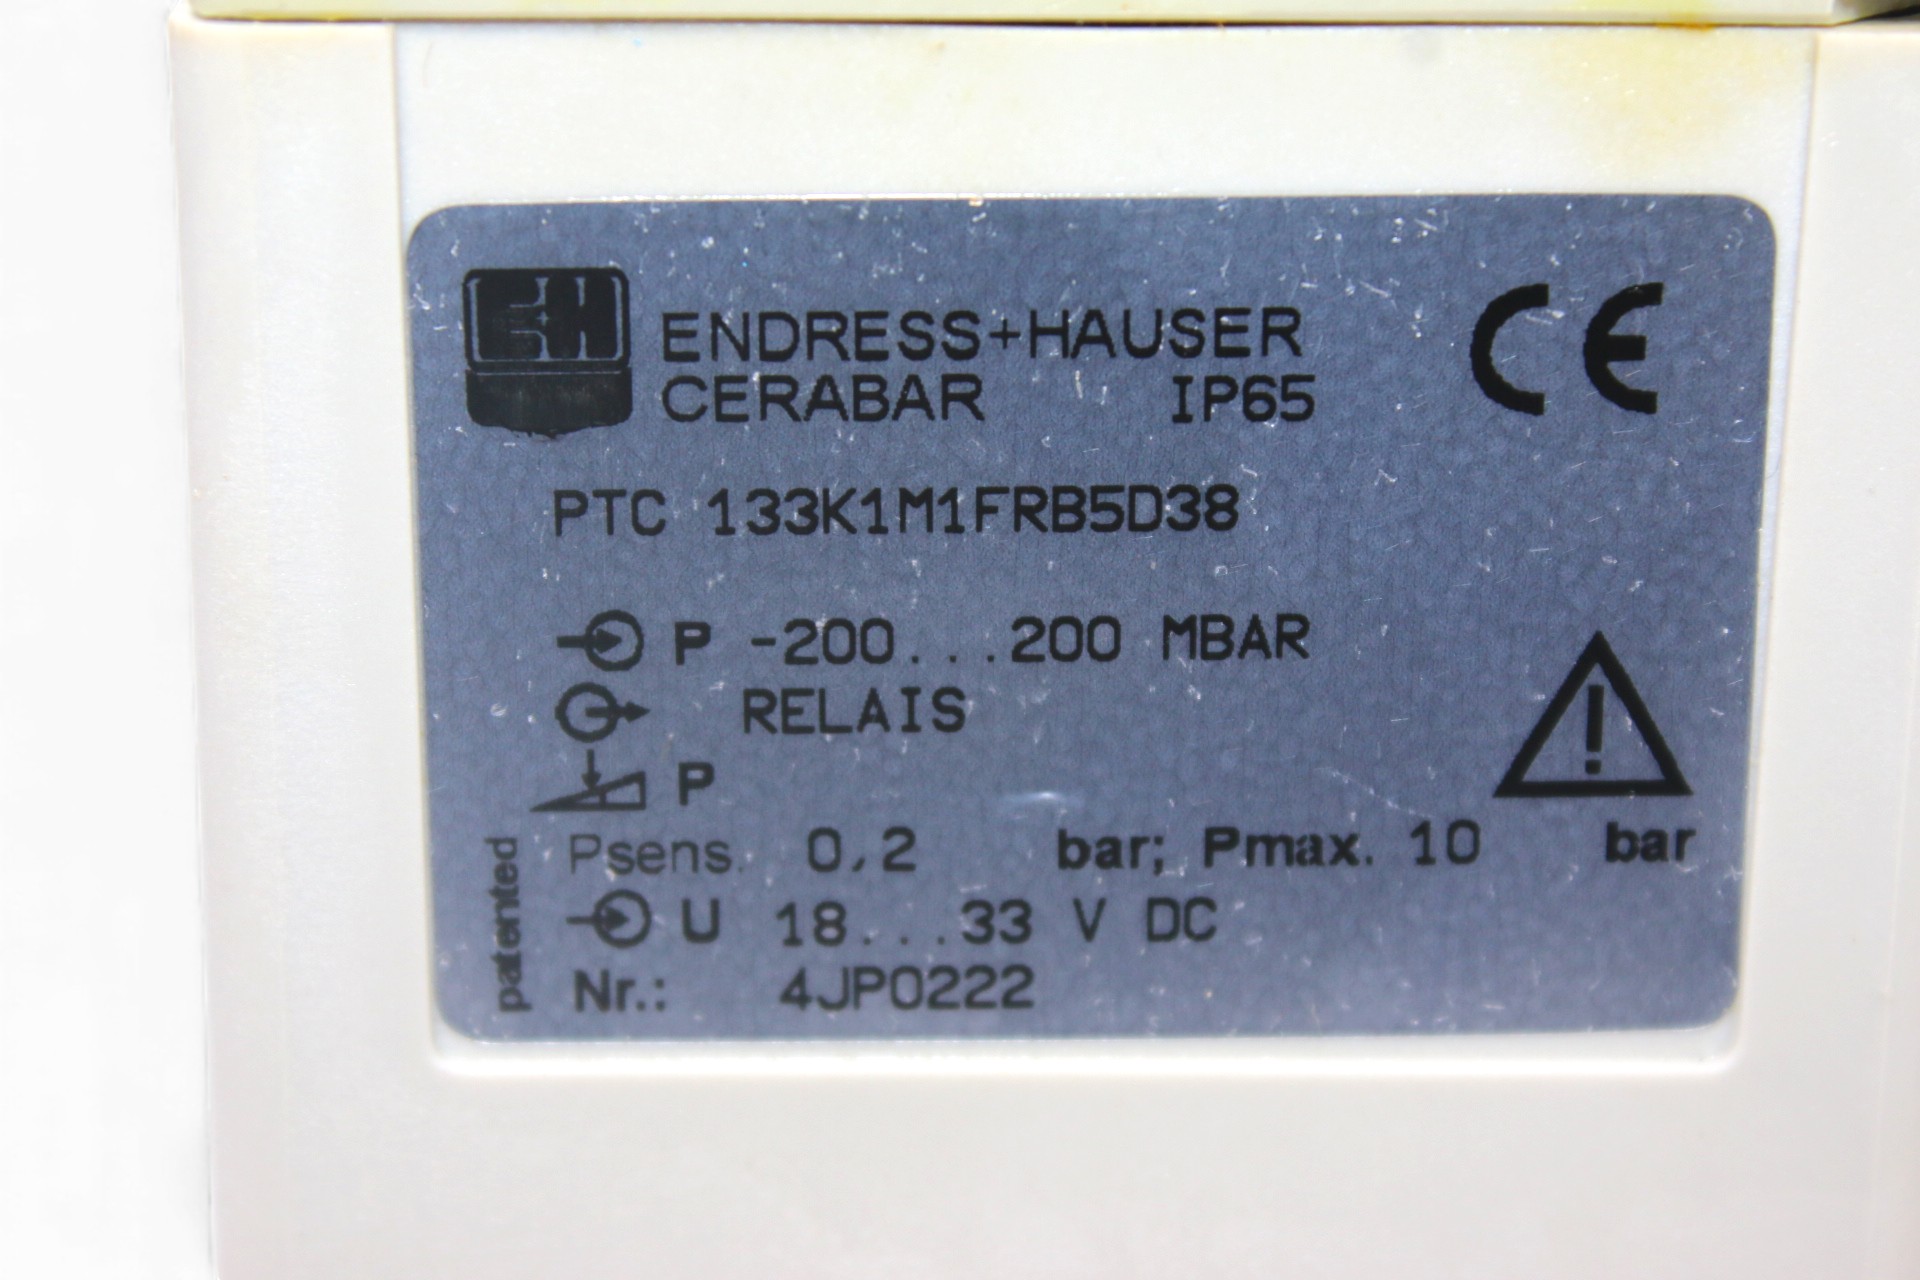 E+H
ENDRESS+HAUSER
CERABAR IP65
CE
PTC 133K1M1FRB5D38
P -200...200 MBAR
RELAIS
P
Psens. 0,2 bar; Pmax. 10 bar
U 18...33 V DC
Nr.: 4JP0222
patented